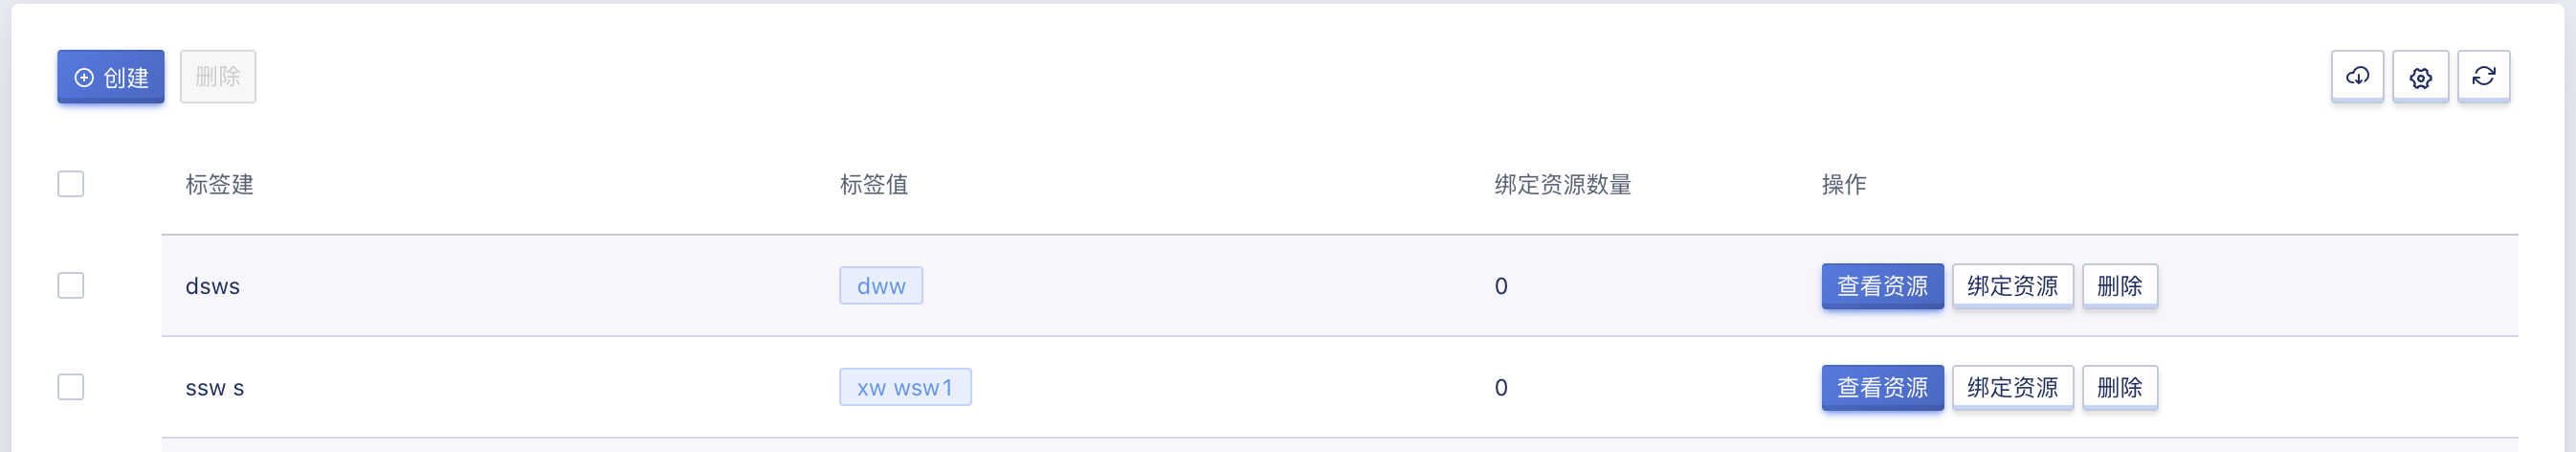 创建 删除
标签建 标签值 绑定资源数量 操作
dsws dww 0 查看资源 绑定资源 删除
ssw s xw wsw1 0 查看资源 绑定资源 删除